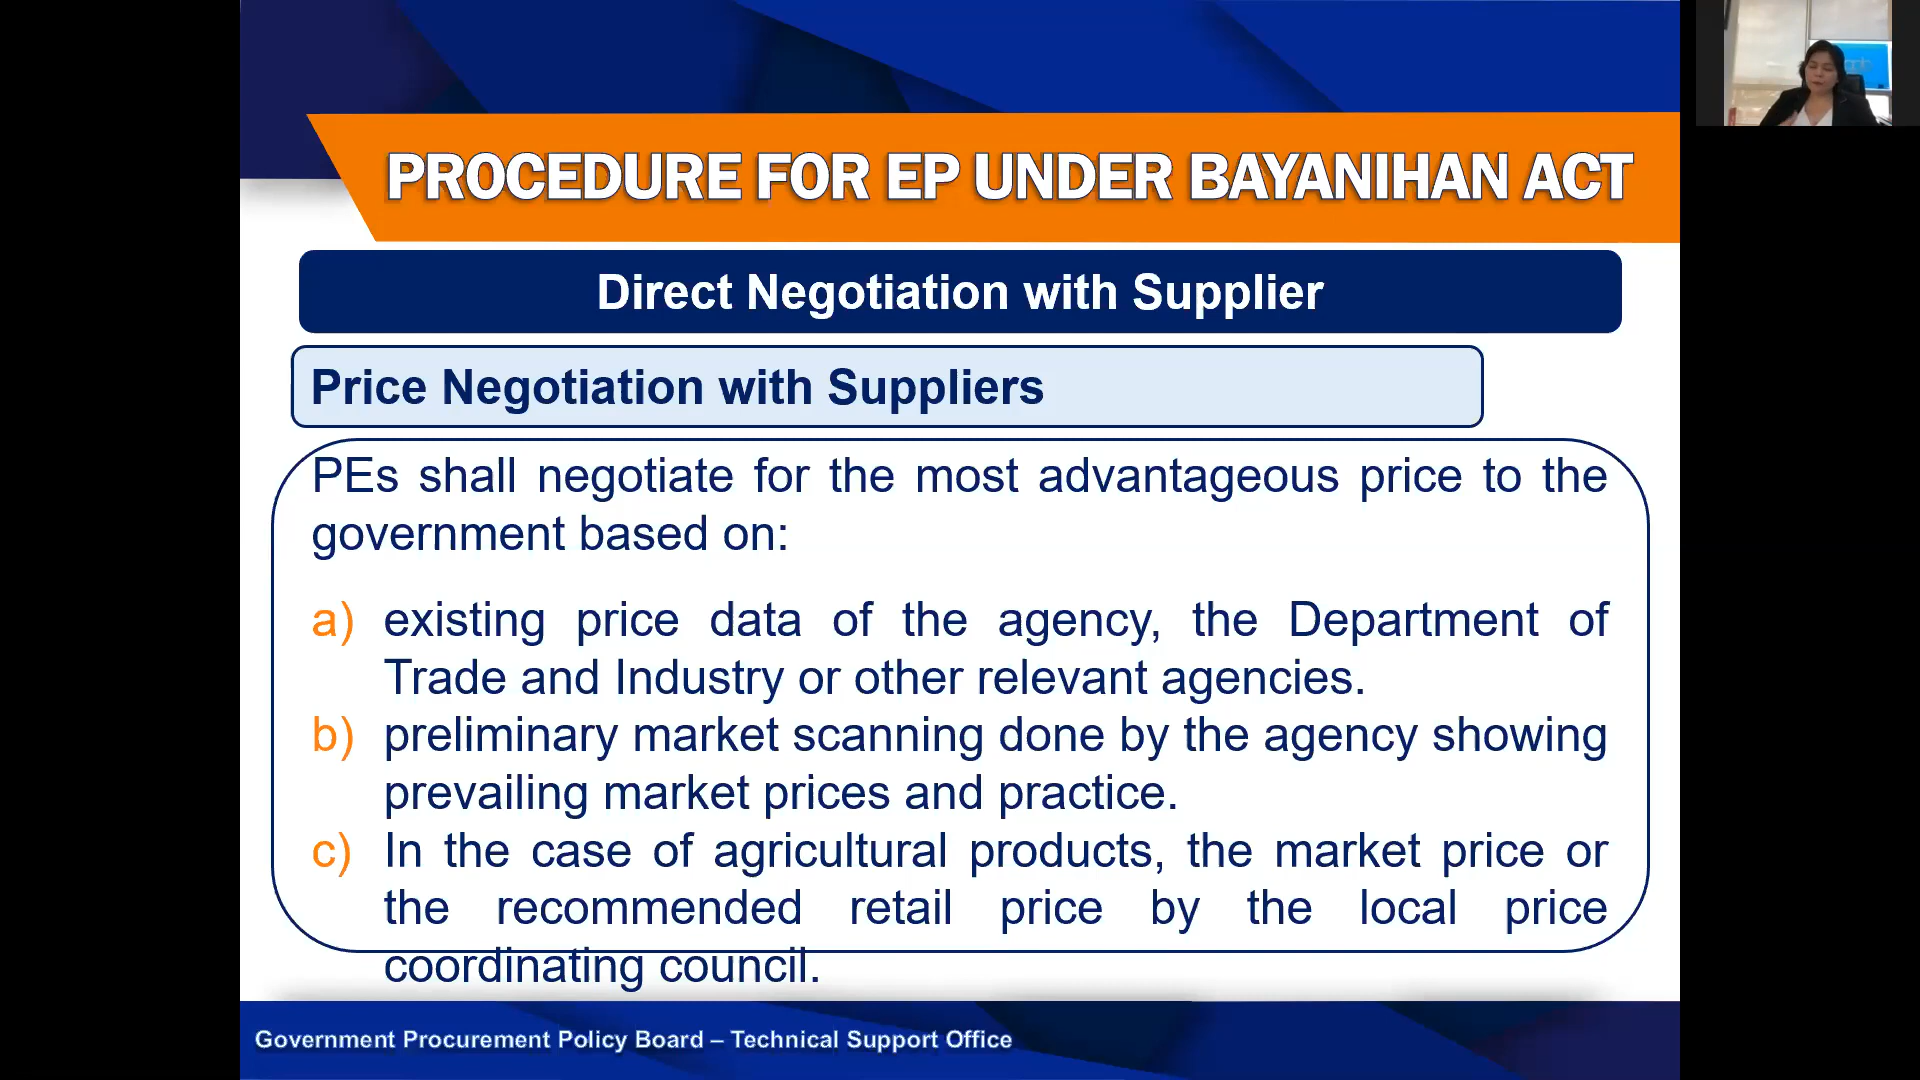 PROCEDURE FOR EP UNDER BAYANIHAN ACT
Direct Negotiation with Supplier
Price Negotiation with Suppliers
PEs shall negotiate for the most advantageous price to the
government based on:
a) existing price data of the agency, the Department of
Trade and Industry or other relevant agencies.
b) preliminary market scanning done by the agency showing
prevailing market prices and practice.
c) In the case of agricultural products, the market price or
the recommended retail price by the local price
coordinating council.
Government Procurement Policy Board – Technical Support Office